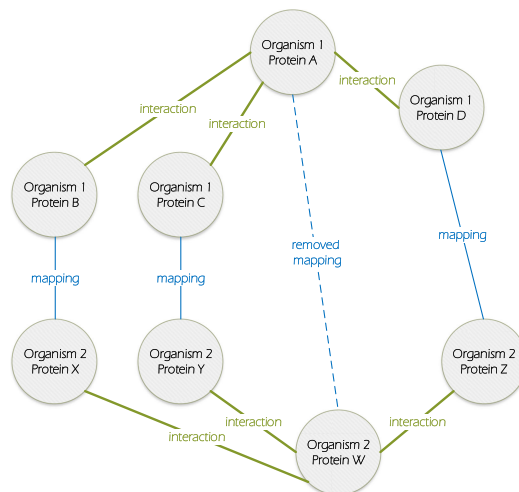 Organism 1
Protein A
interaction
Organism 1
Protein D
interaction
interaction
Organism 1
Protein B
Organism 1
Protein C
mapping
removed
mapping
mapping
mapping
Organism 2
Protein X
Organism 2
Protein Y
Organism 2
Protein Z
interaction
interaction
interaction
Organism 2
Protein W